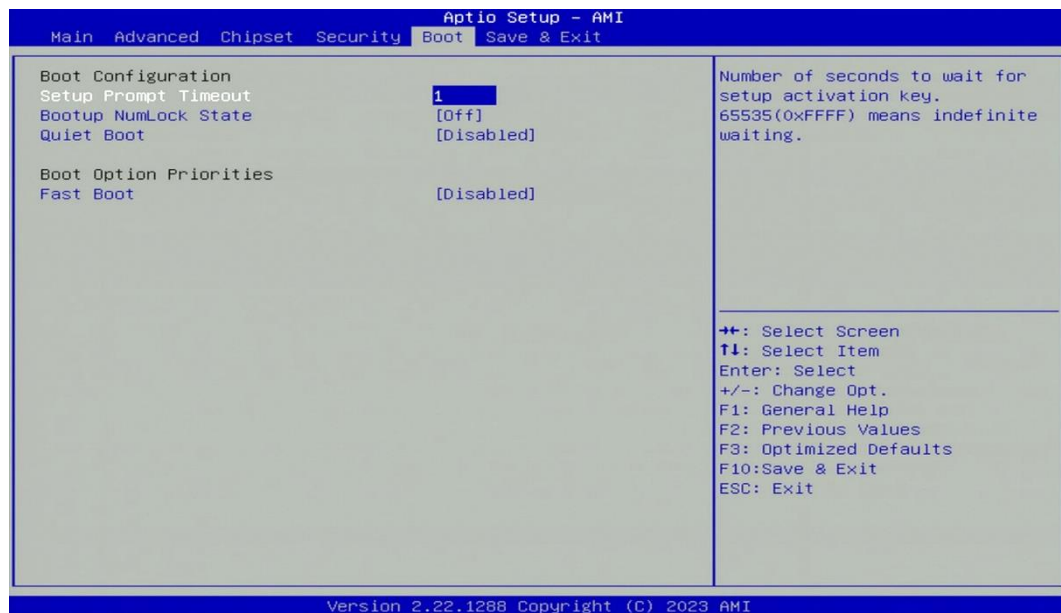 Aptio Setup – AMI
Main Advanced Chipset Security Boot Save & Exit
Boot Configuration
Setup Prompt Timeout 1
Bootup NumLock State [Off]
Quiet Boot [Disabled]
Boot Option Priorities
Fast Boot [Disabled]
Number of seconds to wait for
setup activation key.
65535(0xFFFF) means indefinite
waiting.
→←: Select Screen
↑↓: Select Item
Enter: Select
+/-: Change Opt.
F1: General Help
F2: Previous Values
F3: Optimized Defaults
F10:Save & Exit
ESC: Exit
Version 2.22.1288 Copyright (C) 2023 AMI